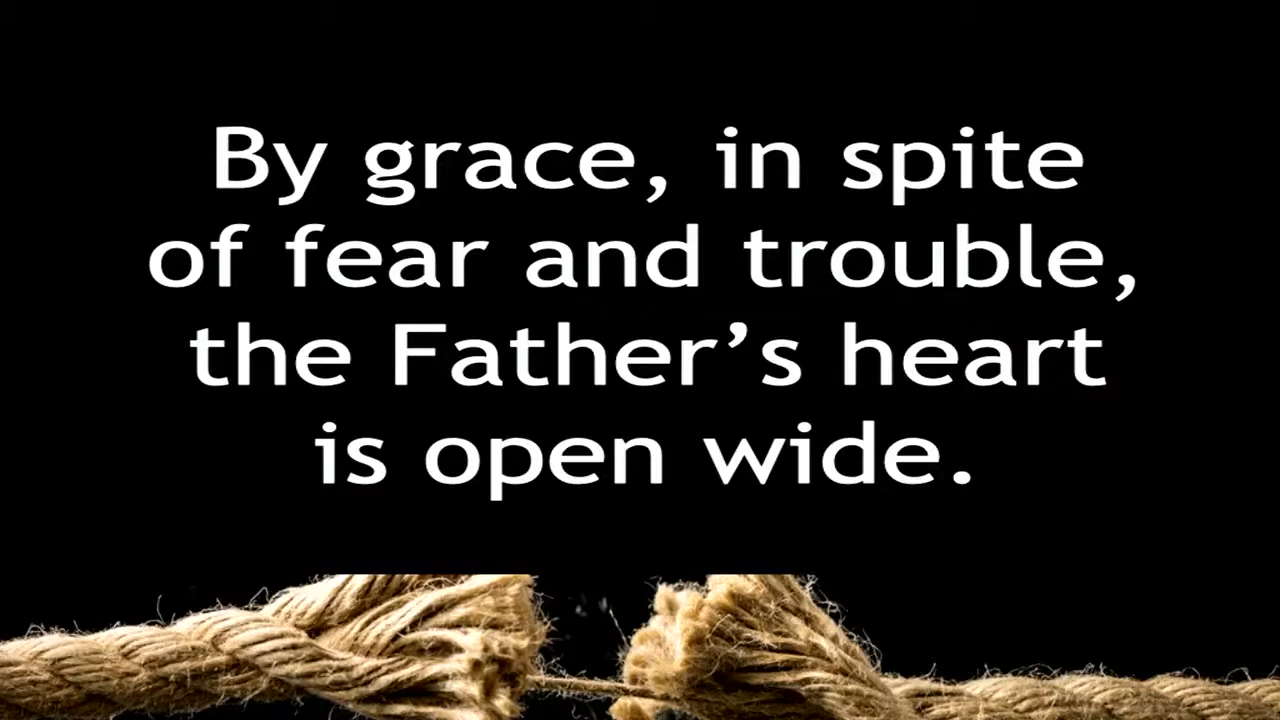 By grace, in spite
of fear and trouble,
the Father’s heart
is open wide.